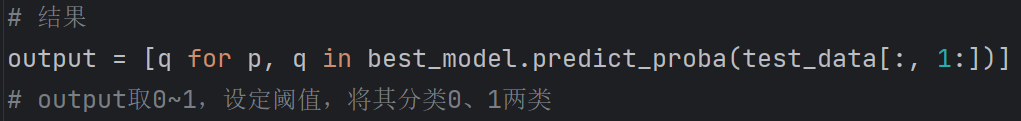 # 结果
output = [q for p, q in best_model.predict_proba(test_data[:, 1:])]
# output取0~1，设定阈值，将其分类0、1两类